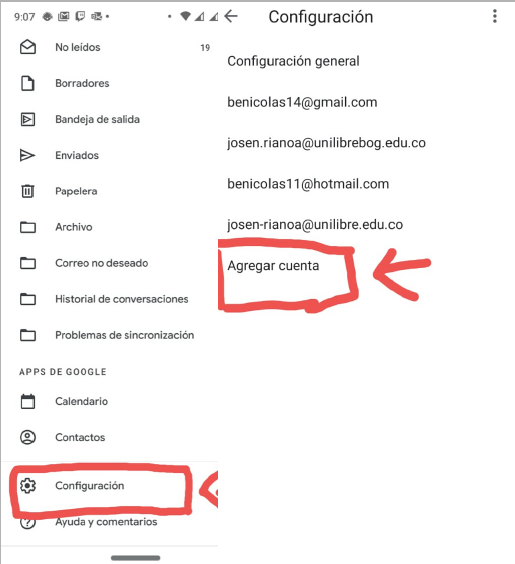 9:07
No leídos 19
Borradores
Bandeja de salida
Enviados
Papelera
Archivo
Correo no deseado
Historial de conversaciones
Problemas de sincronización
APPS DE GOOGLE
Calendario
Contactos
Configuración
Ayuda y comentarios
Configuración
Configuración general
benicolas14@gmail.com
josen.rianoa@unilibrebog.edu.co
benicolas11@hotmail.com
josen-rianoa@unilibre.edu.co
Agregar cuenta